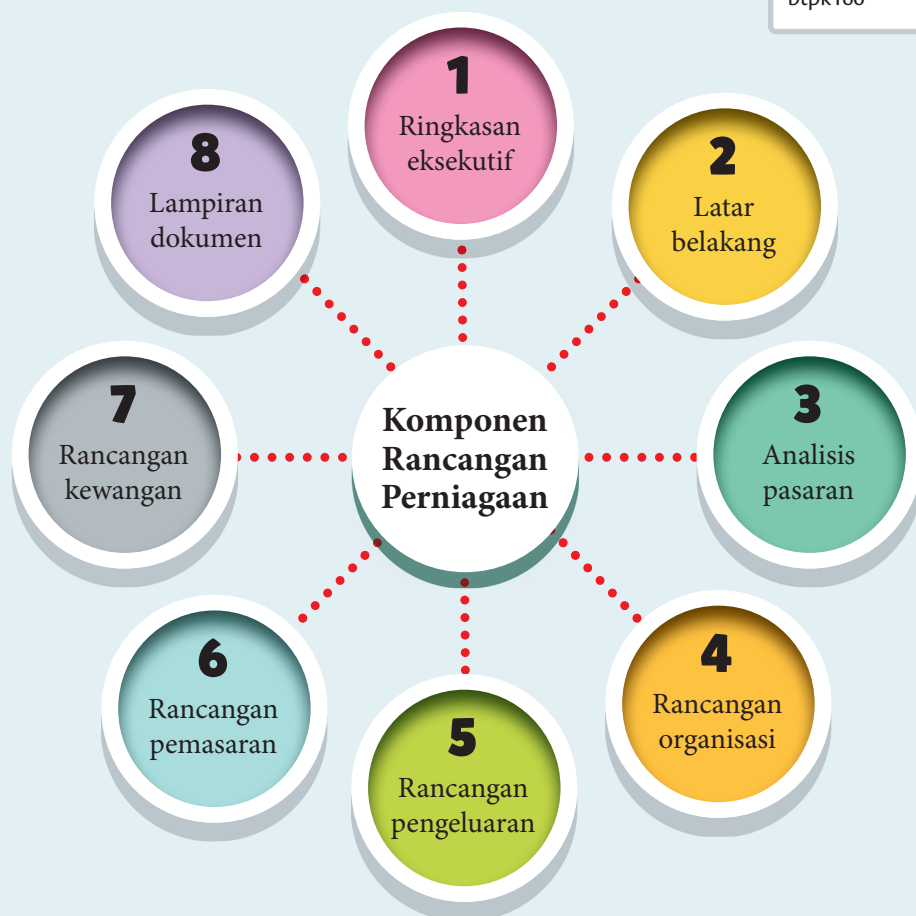 Komponen
Rancangan
Perniagaan
1
Ringkasan
eksekutif
2
Latar
belakang
3
Analisis
pasaran
4
Rancangan
organisasi
5
Rancangan
pengeluaran
6
Rancangan
pemasaran
7
Rancangan
kewangan
8
Lampiran
dokumen